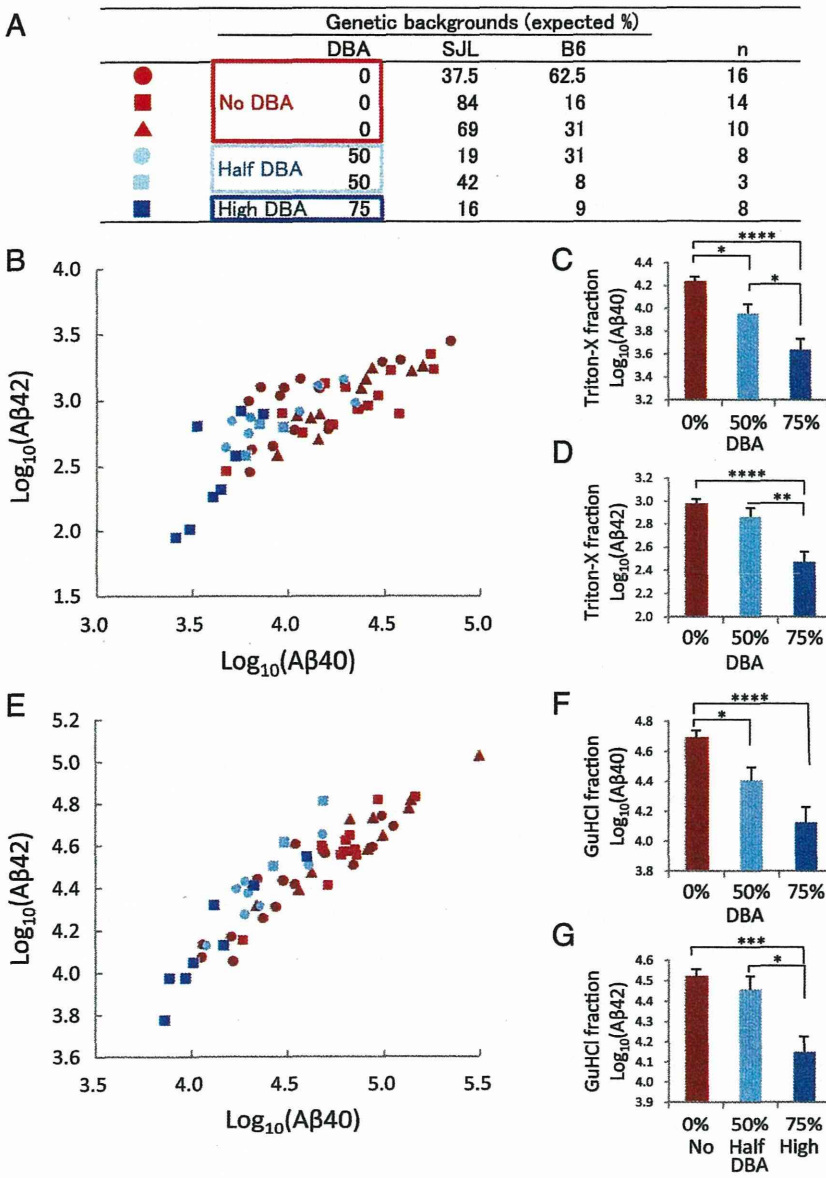 A
Genetic backgrounds (expected %)
DBA SJL B6 n
No DBA
0 37.5 62.5 16
0 84 16 14
0 69 31 10
Half DBA
50 19 31 8
50 42 8 3
High DBA 75 16 9 8
B
Log10(Aβ42)
4.0
3.5
3.0
2.5
2.0
1.5
3.0 3.5 4.0 4.5 5.0
Log10(Aβ40)
C
Triton-X fraction
Log10(Aβ40)
4.4
4.2
4.0
3.8
3.6
3.4
3.2
****
*
*
0% 50% 75%
DBA
D
Triton-X fraction
Log10(Aβ42)
3.2
3.0
2.8
2.6
2.4
2.2
2.0
****
**
0% 50% 75%
DBA
E
Log10(Aβ42)
5.2
5.0
4.8
4.6
4.4
4.2
4.0
3.8
3.6
3.5 4.0 4.5 5.0 5.5
Log10(Aβ40)
F
GuHCl fraction
Log10(Aβ40)
4.8
4.6
4.4
4.2
4.0
3.8
****
*
0% 50% 75%
DBA
G
GuHCl fraction
Log10(Aβ42)
4.6
4.5
4.4
4.3
4.2
4.1
4.0
3.9
***
*
0% 50% 75%
No Half High
DBA